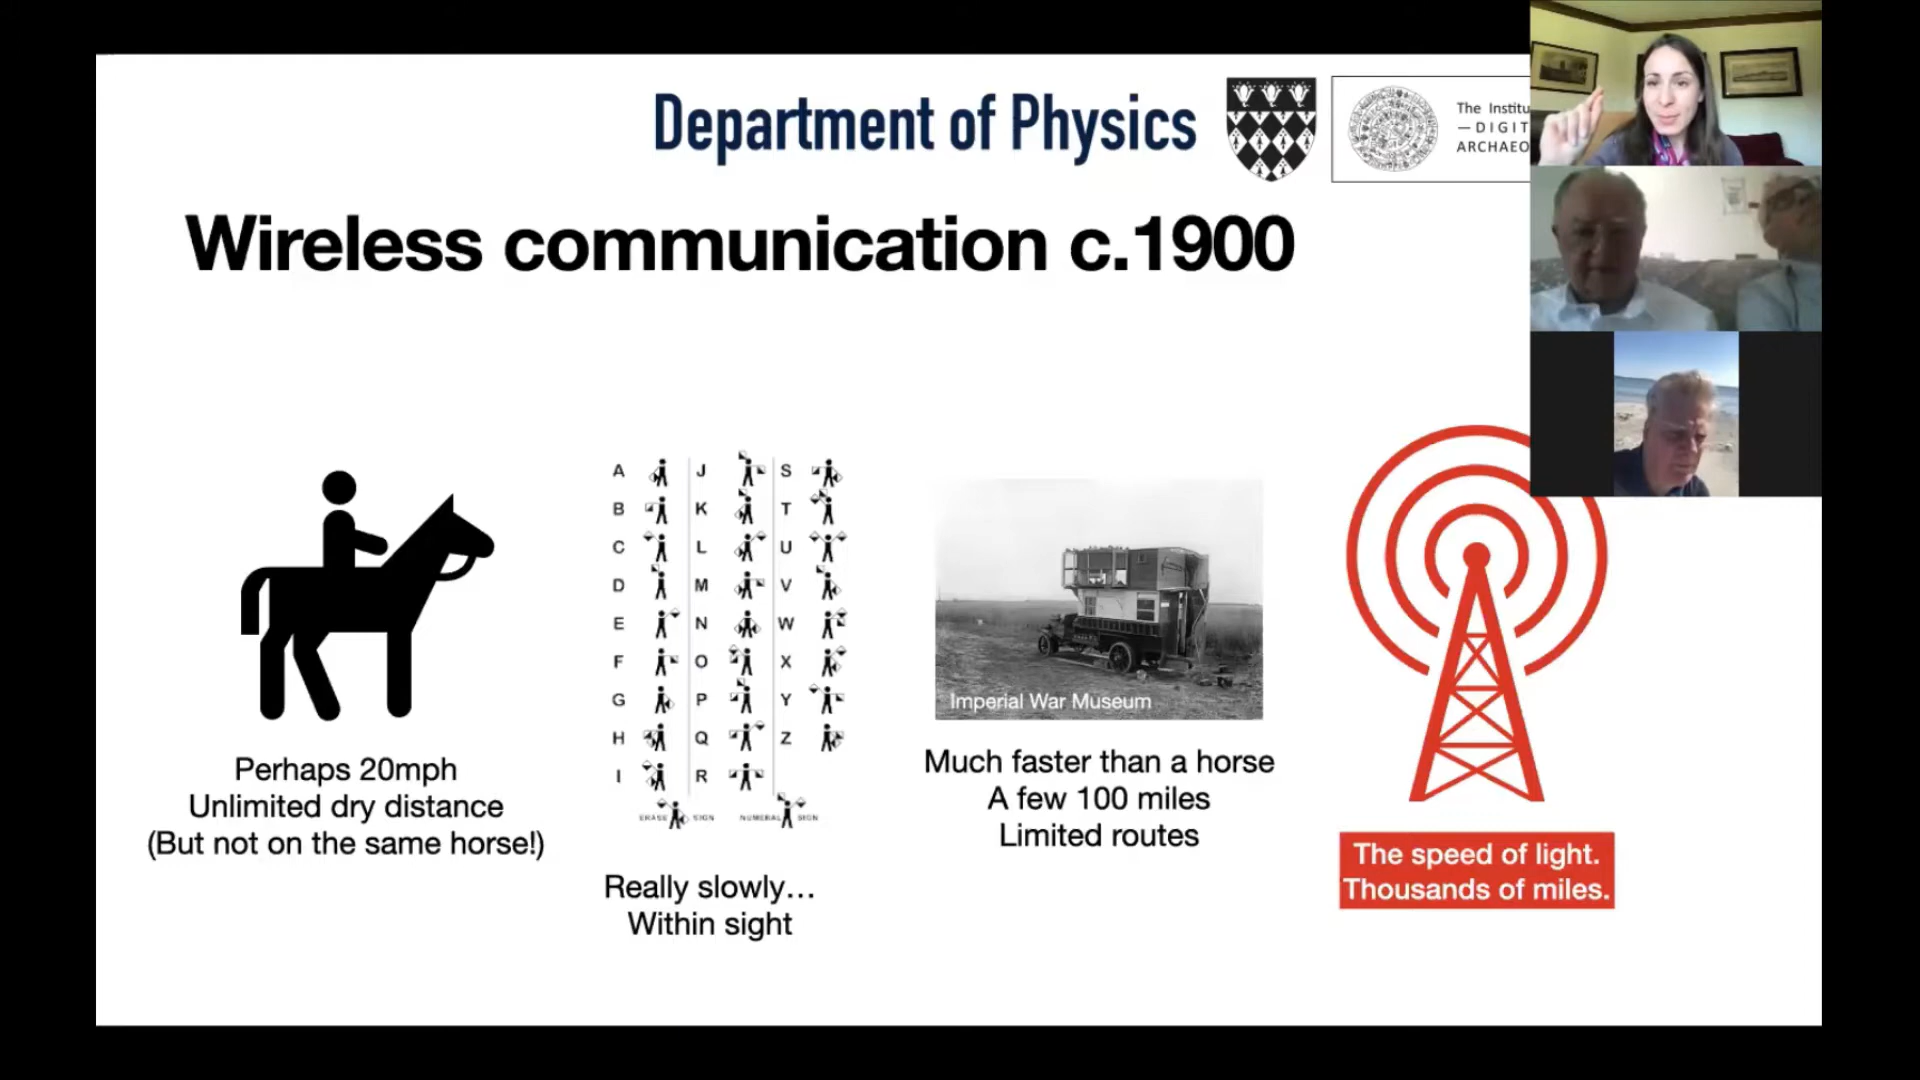 Department of Physics
The Institu
—DIGIT
ARCHAEO
Wireless communication c.1900
A J S
B K T
C L U
D M V
E N W
F O X
G P Y
H Q Z
I R
ERASE SIGN NUMERAL SIGN
Imperial War Museum
Perhaps 20mph
Unlimited dry distance
(But not on the same horse!)
Really slowly…
Within sight
Much faster than a horse
A few 100 miles
Limited routes
The speed of light.
Thousands of miles.